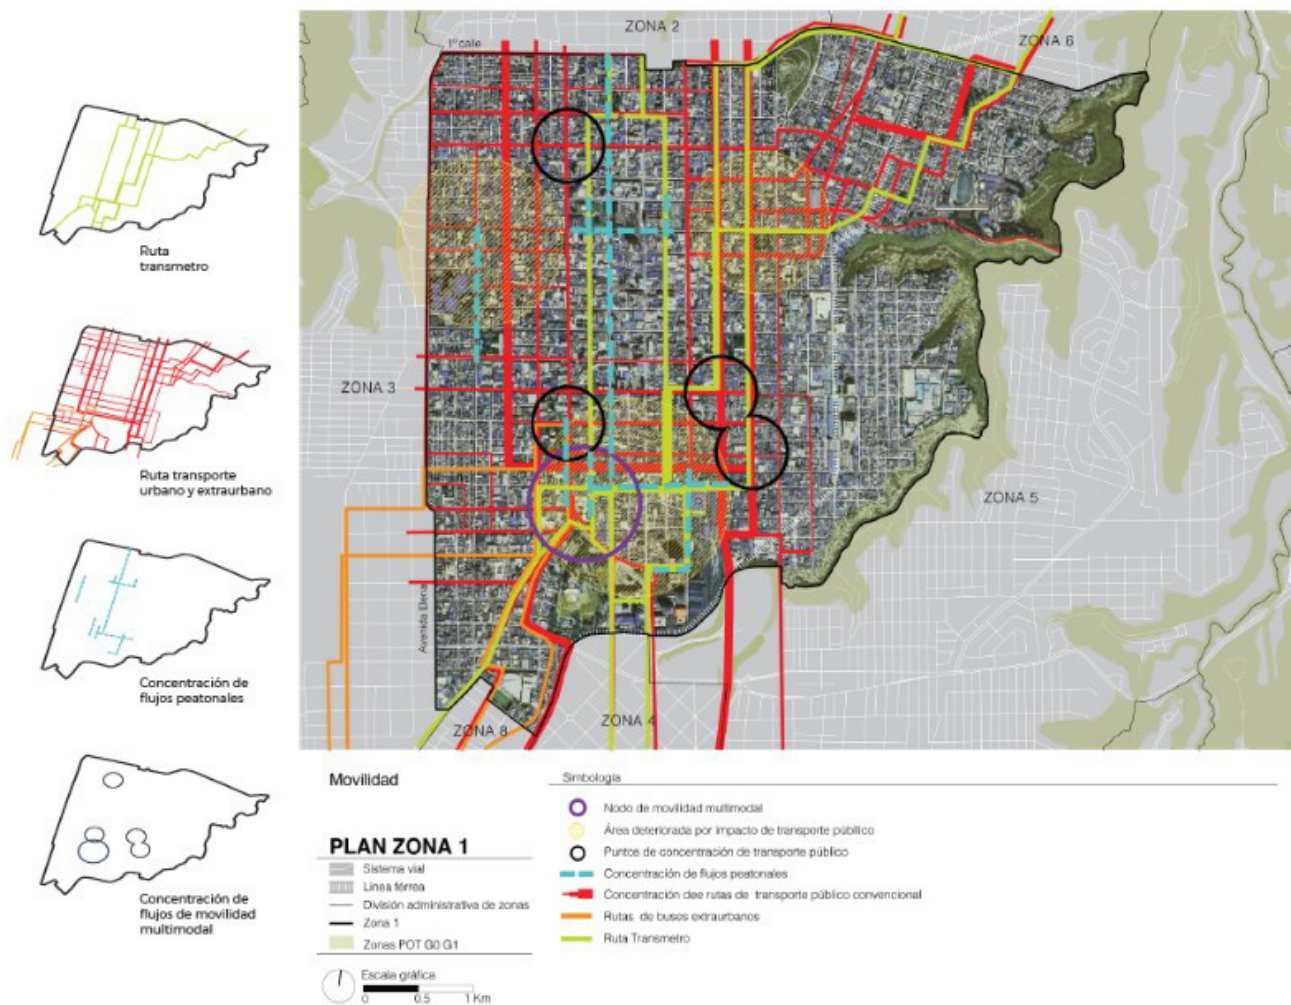 ZONA 2
1º calle
ZONA 6
Ruta
transmetro
ZONA 3
Ruta transporte
urbano y extraurbano
ZONA 5
Avenida Elena
Concentración de
flujos peatonales
ZONA 8
ZONA 4
Concentración de
flujos de movilidad
multimodal
Movilidad
PLAN ZONA 1
Sistema vial
Línea férrea
División administrativa de zonas
Zona 1
Zonas POT G0 G1
Escala gráfica
0 0.5 1 Km
Simbología
Nodo de movilidad multimodal
Área deteriorada por impacto de transporte públlico
Puntos de concentración de transporte público
Concentración de flujos peatonales
Concentración dee rutas de transporte público convencional
Rutas de buses extraurbanos
Ruta Transmetro